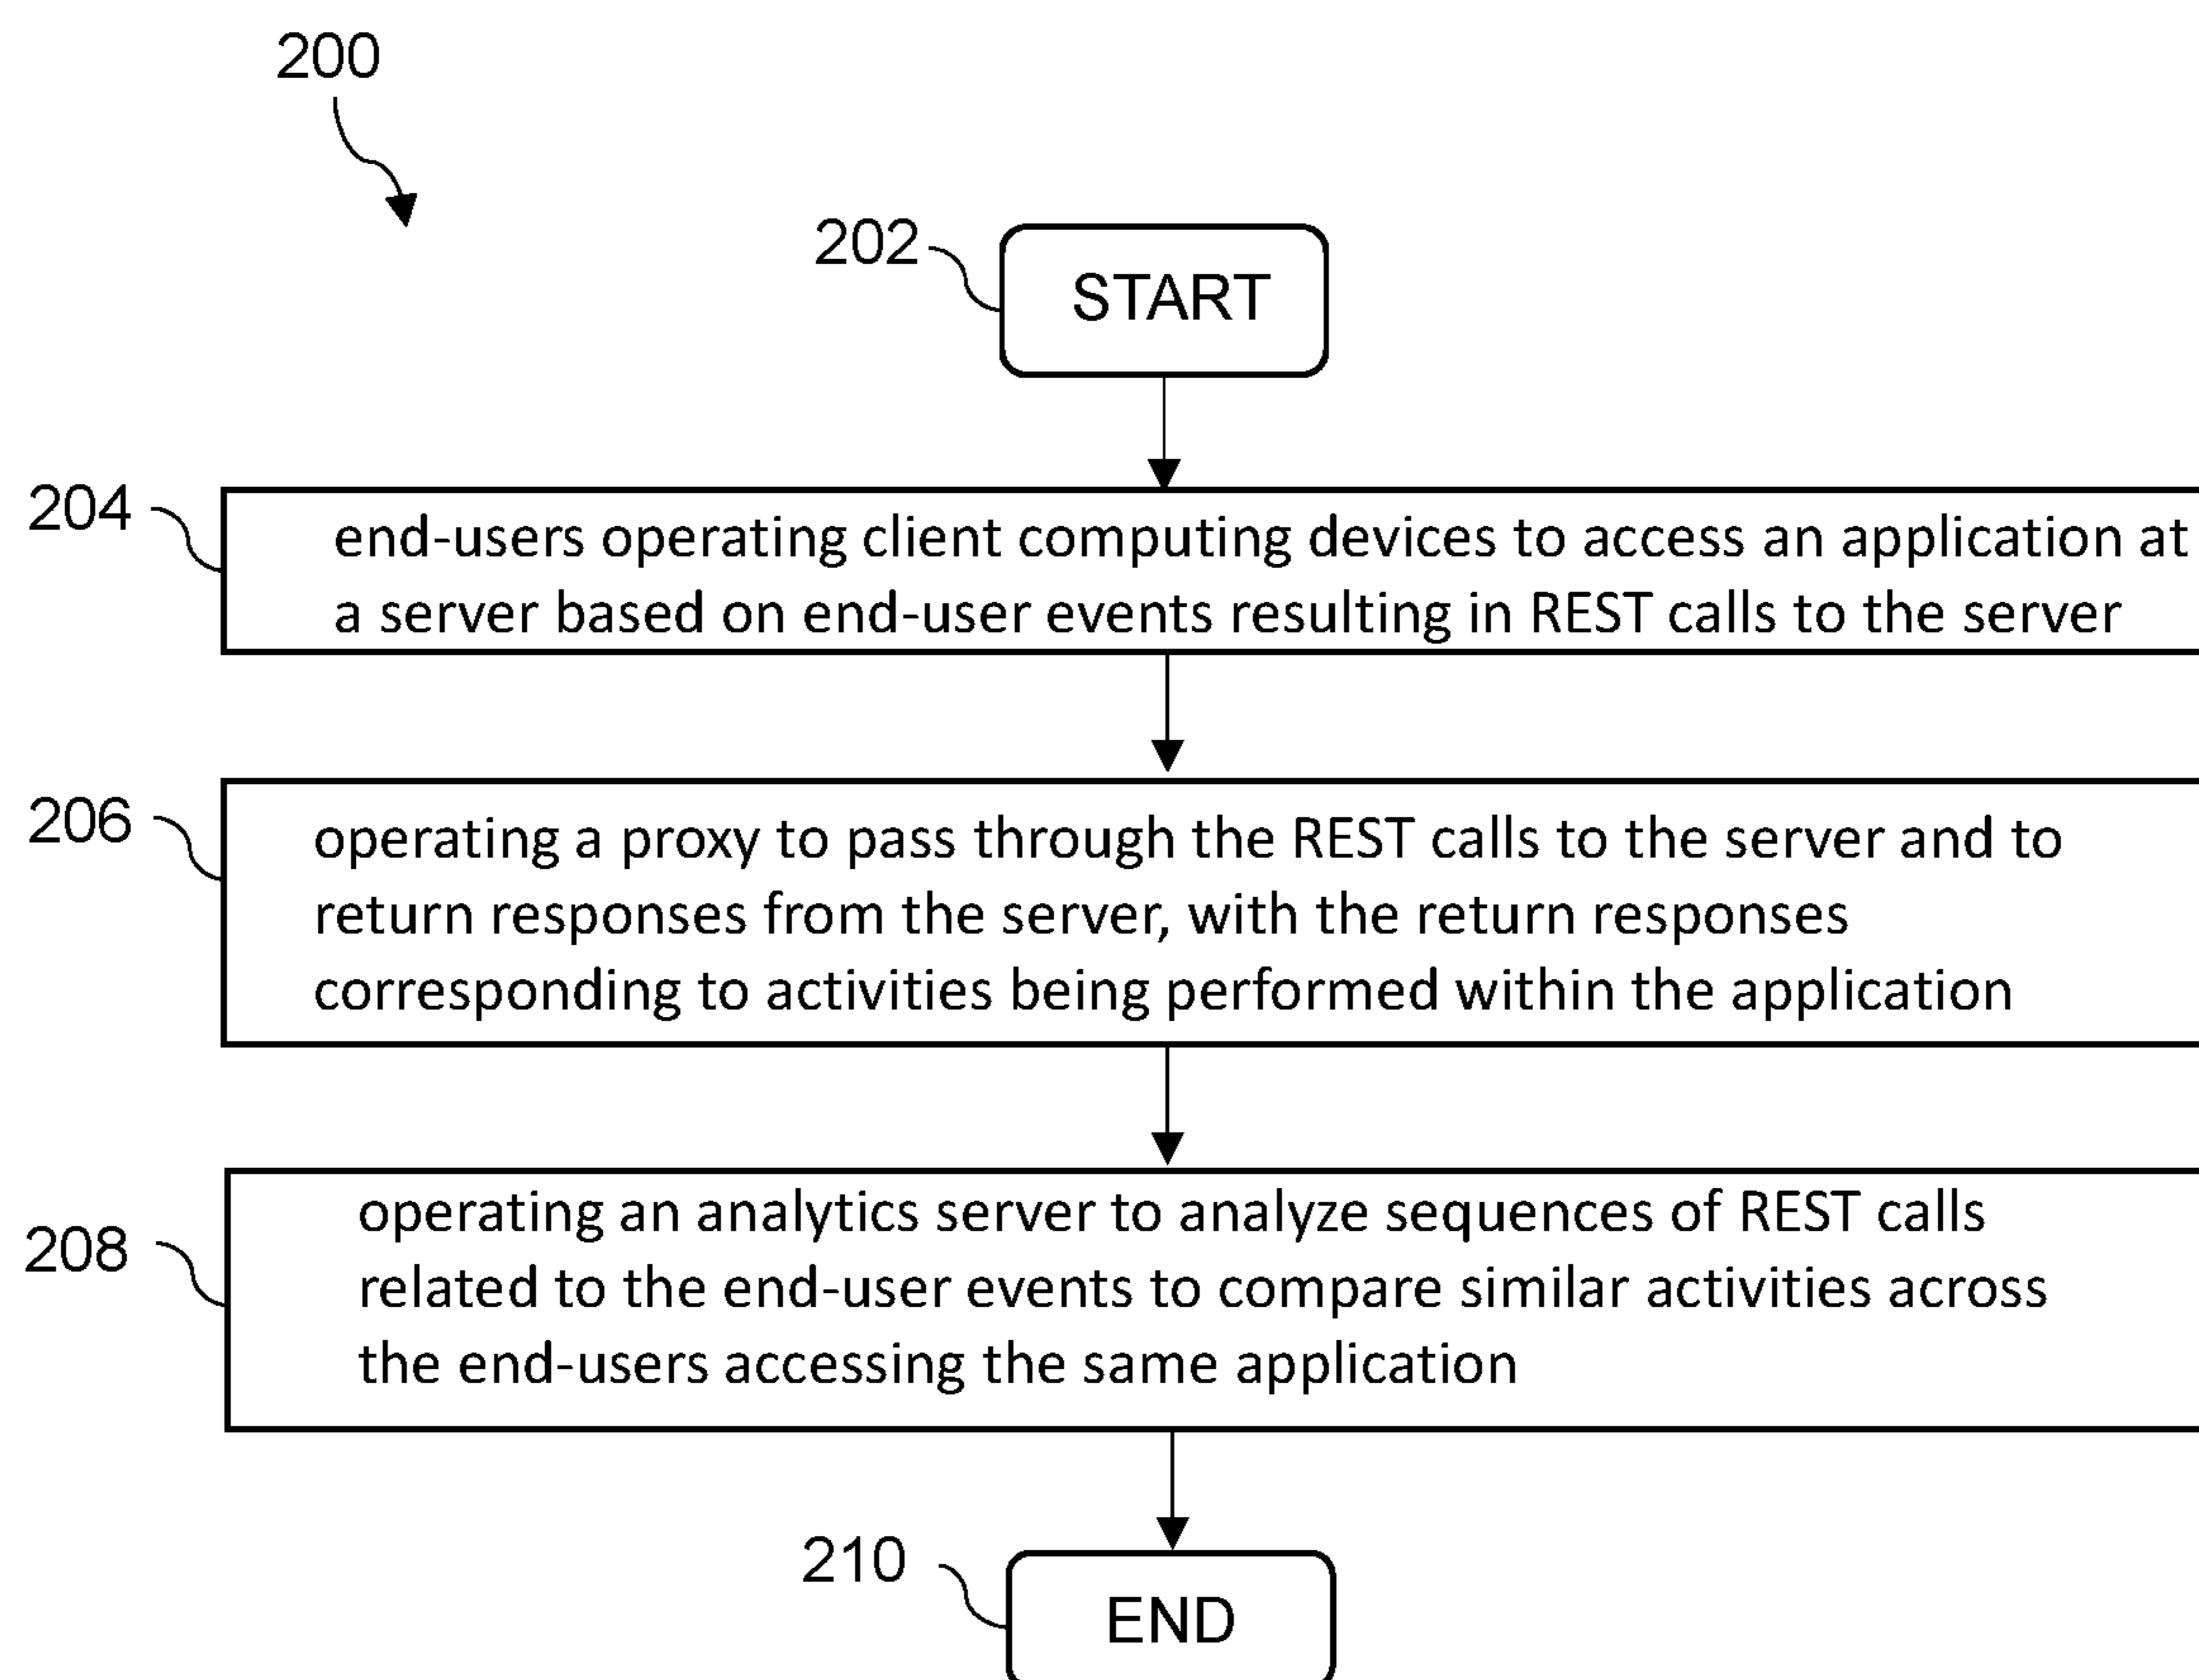 200
202
START
204
end-users operating client computing devices to access an application at
a server based on end-user events resulting in REST calls to the server
206
operating a proxy to pass through the REST calls to the server and to
return responses from the server, with the return responses
corresponding to activities being performed within the application
208
operating an analytics server to analyze sequences of REST calls
related to the end-user events to compare similar activities across
the end-users accessing the same application
210
END